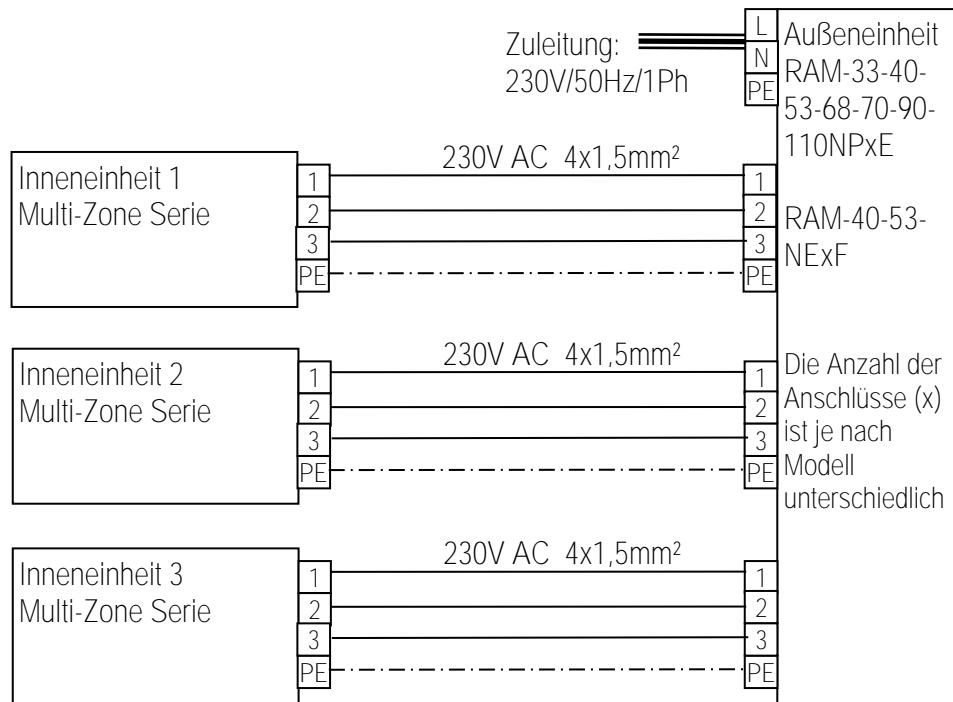 Zuleitung:
230V/50Hz/1Ph
L
N
PE
Außeneinheit
RAM-33-40-
53-68-70-90-
110NPxE
RAM-40-53-
NExF
Die Anzahl der
Anschlüsse (x)
ist je nach
Modell
unterschiedlich
Inneneinheit 1
Multi-Zone Serie
230V AC 4x1,5mm²
1
2
3
PE
1
2
3
PE
Inneneinheit 2
Multi-Zone Serie
230V AC 4x1,5mm²
1
2
3
PE
1
2
3
PE
Inneneinheit 3
Multi-Zone Serie
230V AC 4x1,5mm²
1
2
3
PE
1
2
3
PE